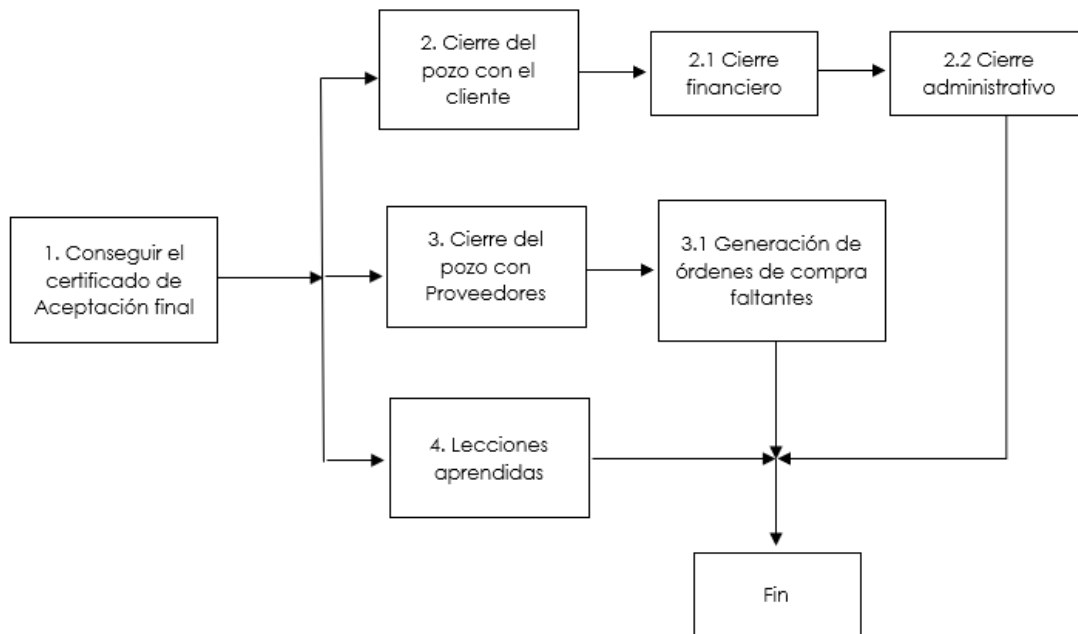 2. Cierre del
pozo con el
cliente
2.1 Cierre
financiero
2.2 Cierre
administrativo
1. Conseguir el
certificado de
Aceptación final
3. Cierre del
pozo con
Proveedores
3.1 Generación de
órdenes de compra
faltantes
4. Lecciones
aprendidas
Fin